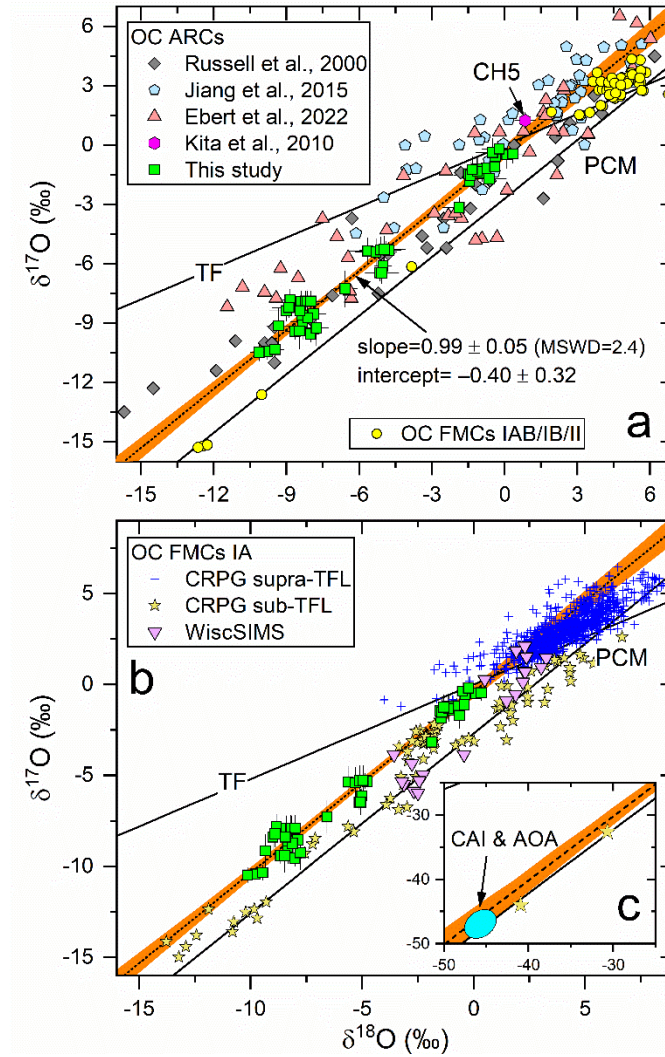 OC ARCs
Russell et al., 2000
Jiang et al., 2015
Ebert et al., 2022
Kita et al., 2010
This study
CH5
PCM
TF
slope=0.99 ± 0.05 (MSWD=2.4)
intercept= –0.40 ± 0.32
OC FMCs IAB/IB/II
a
δ17O (‰)
6
3
0
-3
-6
-9
-12
-15
-15 -12 -9 -6 -3 0 3 6
OC FMCs IA
CRPG supra-TFL
CRPG sub-TFL
WiscSIMS
b
PCM
TF
CAI & AOA
c
-30
-40
-50
-50 -40 -30
δ17O (‰)
5
0
-5
-10
-15
-15 -10 -5 0 5
δ18O (‰)